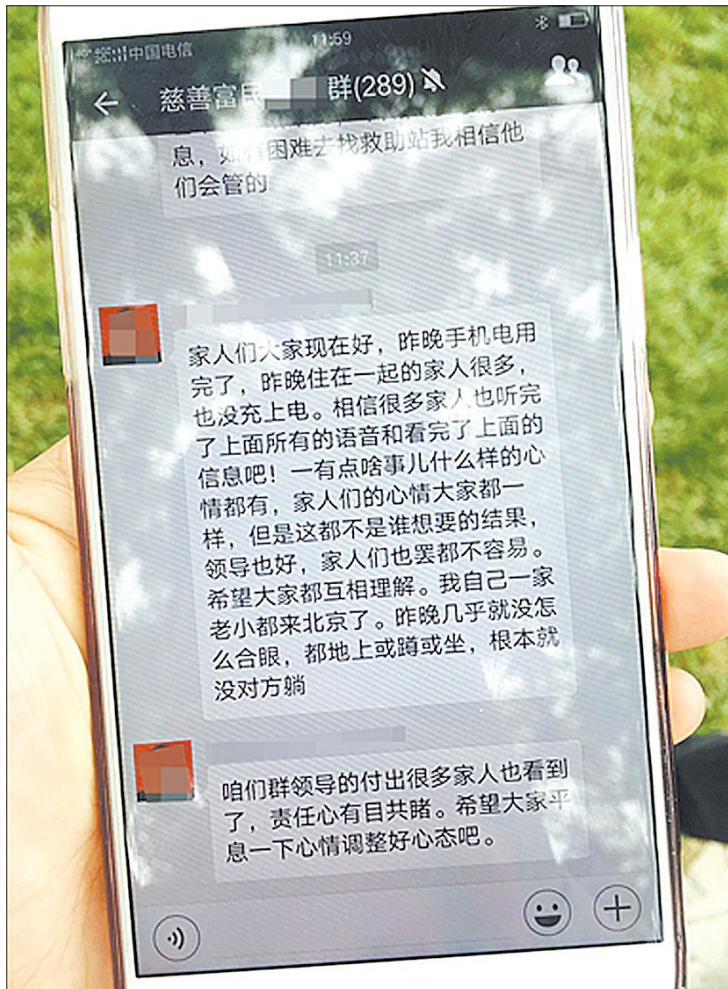 中国电信 11:59
慈善富民 群(289)
息，如有困难去找救助站我相信他
们会管的
11:37
家人们大家现在好，昨晚手机电用
完了，昨晚住在一起的家人很多，
也没充上电。相信很多家人也听完
了上面所有的语音和看完了上面的
信息吧！一有点啥事儿什么样的心
情都有，家人们的心情大家都一
样，但是这都不是谁想要的结果，
领导也好，家人们也罢都不容易。
希望大家都互相理解。我自己一家
老小都来北京了。昨晚几乎就没怎
么合眼，都地上或蹲或坐，根本就
没对方躺
咱们群领导的付出很多家人也看到
了，责任心有目共睹。希望大家平
息一下心情调整好心态吧。